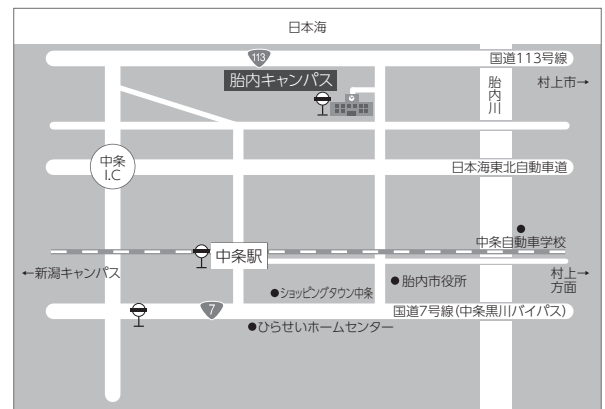 日本海
113
国道113号線
胎内キャンパス
胎内川
村上市→
中条
I.C
日本海東北自動車道
中条自動車学校
中条駅
←新潟キャンパス
村上→
方面
●胎内市役所
●ショッピングタウン中条
7
国道7号線(中条黒川バイパス)
●ひらせいホームセンター